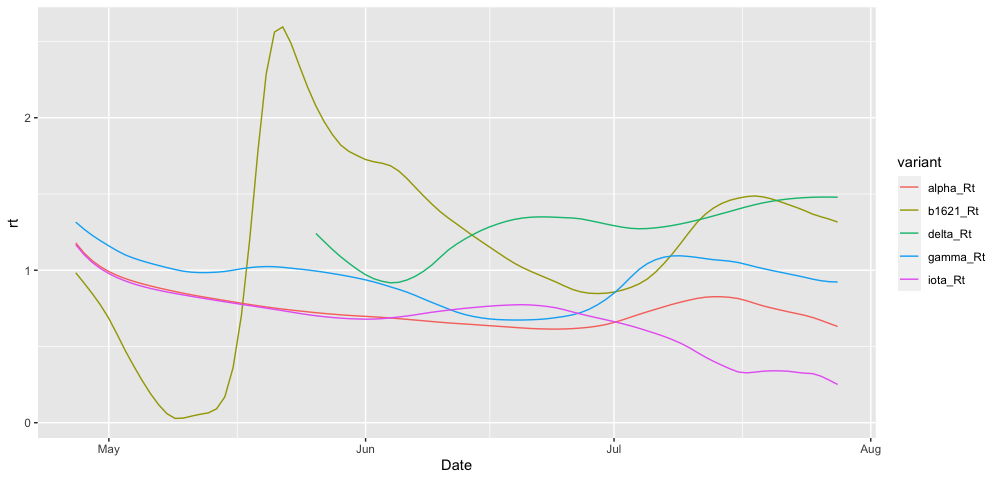 rt
2
1
0
May
Jun
Jul
Aug
Date
variant
alpha_Rt
b1621_Rt
delta_Rt
gamma_Rt
iota_Rt